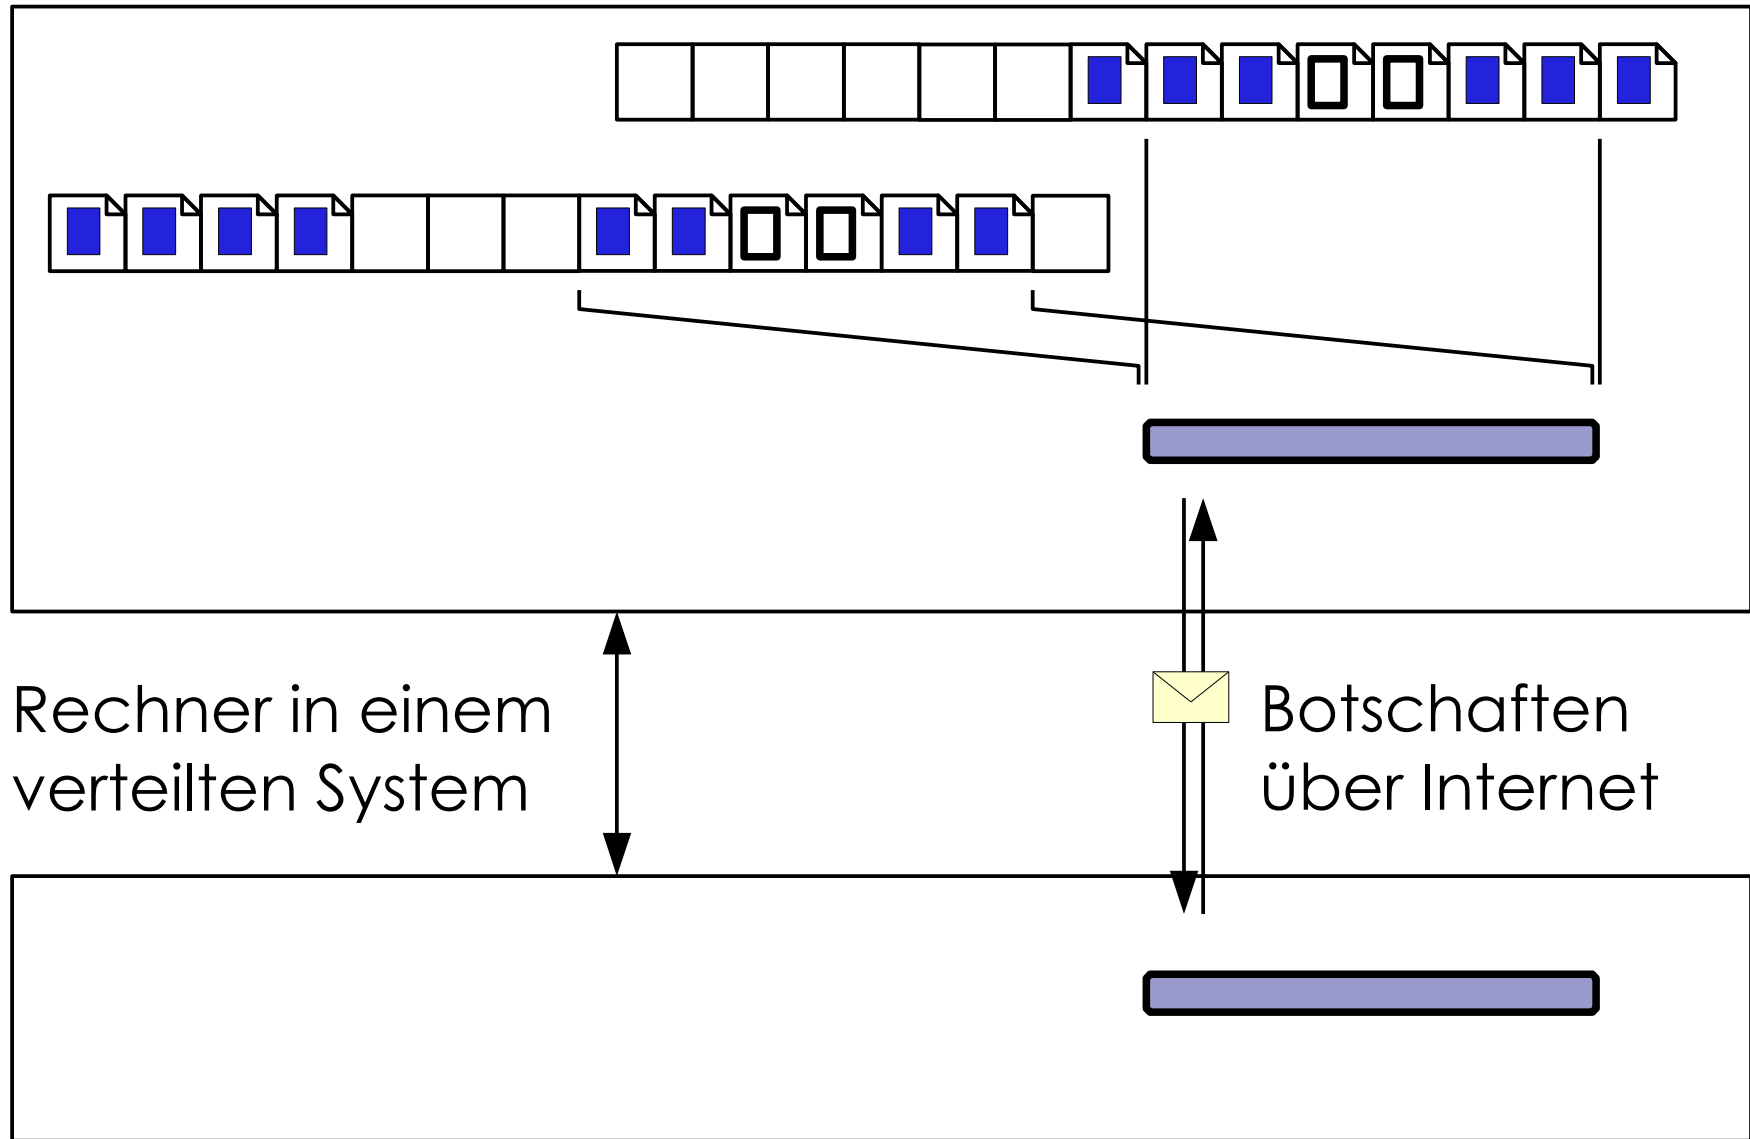 Rechner in einem
verteilten System
Botschaften
über Internet